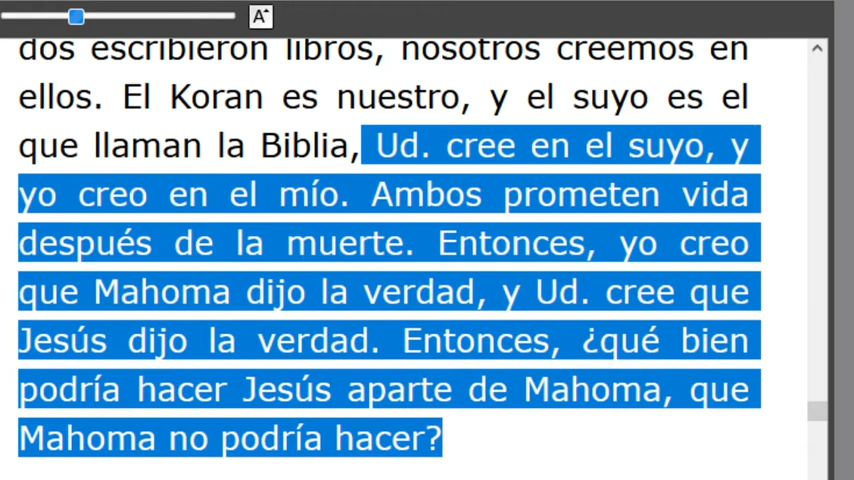 A
dos escribieron libros, nosotros creemos en
ellos. El Koran es nuestro, y el suyo es el
que llaman la Biblia, Ud. cree en el suyo, y
yo creo en el mío. Ambos prometen vida
después de la muerte. Entonces, yo creo
que Mahoma dijo la verdad, y Ud. cree que
Jesús dijo la verdad. Entonces, ¿qué bien
podría hacer Jesús aparte de Mahoma, que
Mahoma no podría hacer?